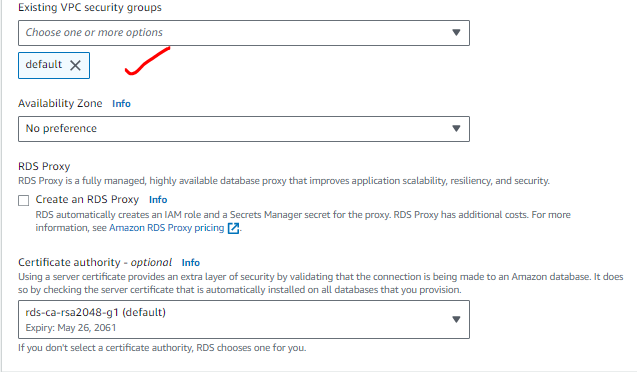 Existing VPC security groups
Choose one or more options
default
Availability Zone Info
No preference
RDS Proxy
RDS Proxy is a fully managed, highly available database proxy that improves application scalability, resiliency, and security.
Create an RDS Proxy Info
RDS automatically creates an IAM role and a Secrets Manager secret for the proxy. RDS Proxy has additional costs. For more
information, see Amazon RDS Proxy pricing.
Certificate authority - optional Info
Using a server certificate provides an extra layer of security by validating that the connection is being made to an Amazon database. It does
so by checking the server certificate that is automatically installed on all databases that you provision.
rds-ca-rsa2048-g1 (default)
Expiry: May 26, 2061
If you don't select a certificate authority, RDS chooses one for you.